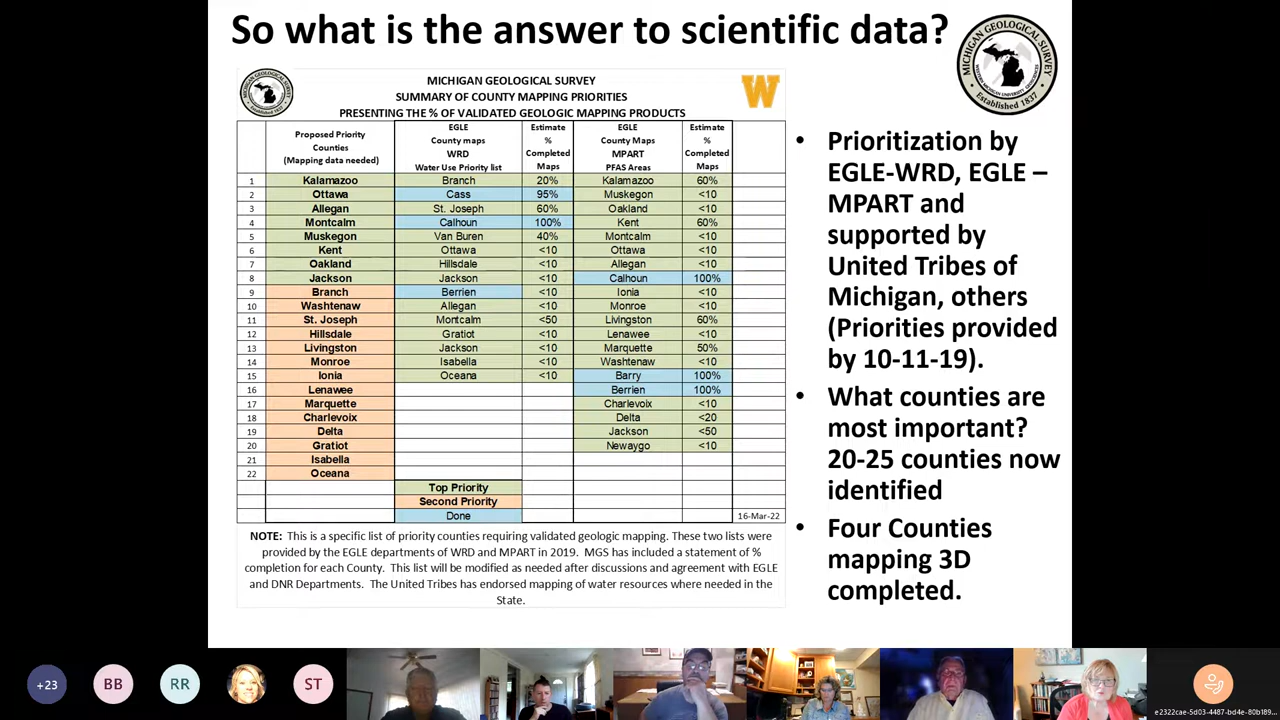 So what is the answer to scientific data?
MICHIGAN GEOLOGICAL SURVEY
Established 1837
MICHIGAN GEOLOGICAL SURVEY
SUMMARY OF COUNTY MAPPING PRIORITIES
PRESENTING THE % OF VALIDATED GEOLOGIC MAPPING PRODUCTS
W
Proposed Priority Counties (Mapping data needed) EGLE County maps WRD Water Use Priority list Estimate % Completed Maps EGLE County Maps MPART PFAS Areas Estimate % Completed Maps
1 Kalamazoo Branch 20% Kalamazoo 60%
2 Ottawa Cass 95% Muskegon <10
3 Allegan St. Joseph 60% Oakland <10
4 Montcalm Calhoun 100% Kent 60%
5 Muskegon Van Buren 40% Montcalm <10
6 Kent Ottawa <10 Ottawa <10
7 Oakland Hillsdale <10 Allegan <10
8 Jackson Jackson <10 Calhoun 100%
9 Branch Berrien <10 Ionia <10
10 Washtenaw Allegan <10 Monroe <10
11 St. Joseph Montcalm <50 Livingston 60%
12 Hillsdale Gratiot <10 Lenawee <10
13 Livingston Jackson <10 Marquette 50%
14 Monroe Isabella <10 Washtenaw <10
15 Ionia Oceana <10 Barry 100%
16 Lenawee Berrien 100%
17 Marquette Charlevoix <10
18 Charlevoix Delta <20
19 Delta Jackson <50
20 Gratiot Newaygo <10
21 Isabella
22 Oceana
Top Priority
Second Priority
Done 16-Mar-22
NOTE: This is a specific list of priority counties requiring validated geologic mapping. These two lists were
provided by the EGLE departments of WRD and MPART in 2019. MGS has included a statement of %
completion for each County. This list will be modified as needed after discussions and agreement with EGLE
and DNR Departments. The United Tribes has endorsed mapping of water resources where needed in the
State.
• Prioritization by
EGLE-WRD, EGLE –
MPART and
supported by
United Tribes of
Michigan, others
(Priorities provided
by 10-11-19).
• What counties are
most important?
20-25 counties now
identified
• Four Counties
mapping 3D
completed.
+23
BB
RR
ST
e2322cae-5d03-4487-bd4e-80b189...